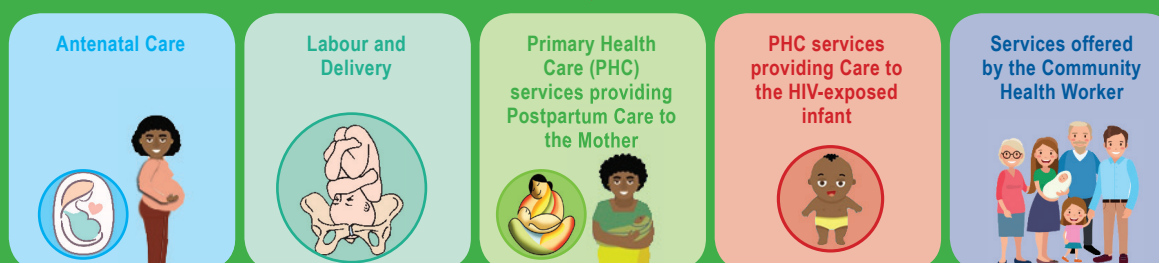 Antenatal Care
Labour and
Delivery
Primary Health
Care (PHC)
services providing
Postpartum Care to
the Mother
PHC services
providing Care to
the HIV-exposed
infant
Services offered
by the Community
Health Worker